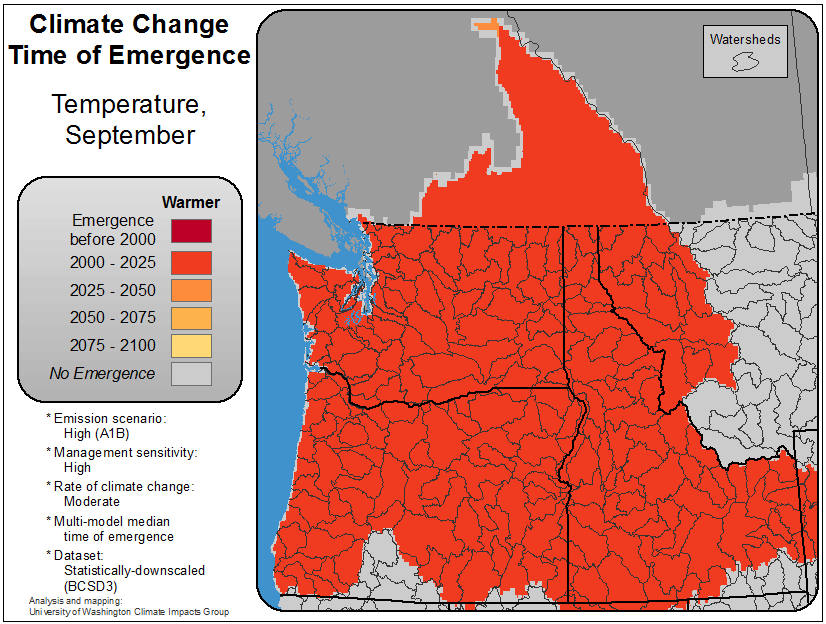 Climate Change
Time of Emergence
Temperature,
September
Warmer
Emergence
before 2000
2000 - 2025
2025 - 2050
2050 - 2075
2075 - 2100
No Emergence
* Emission scenario:
High (A1B)
* Management sensitivity:
High
* Rate of climate change:
Moderate
* Multi-model median
time of emergence
* Dataset:
Statistically-downscaled
(BCSD3)
Analysis and mapping:
University of Washington Climate Impacts Group
Watersheds